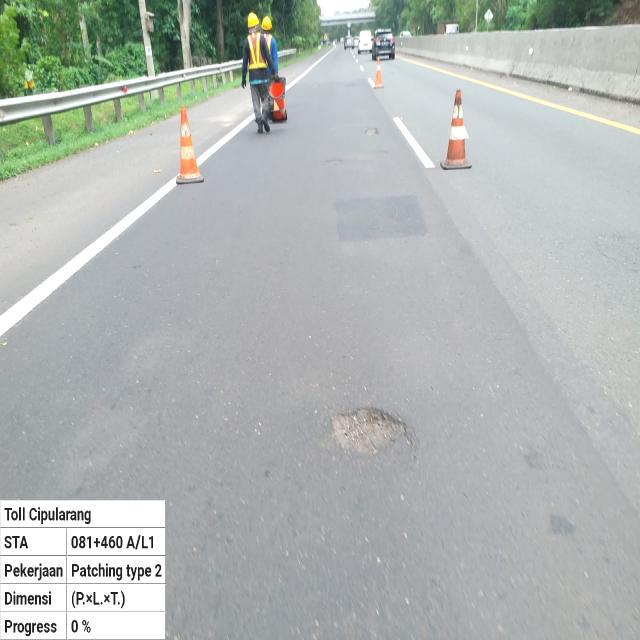 Toll Cipularang
STA 081+460 A/L1
Pekerjaan Patching type 2
Dimensi (P.×L.×T.)
Progress 0 %